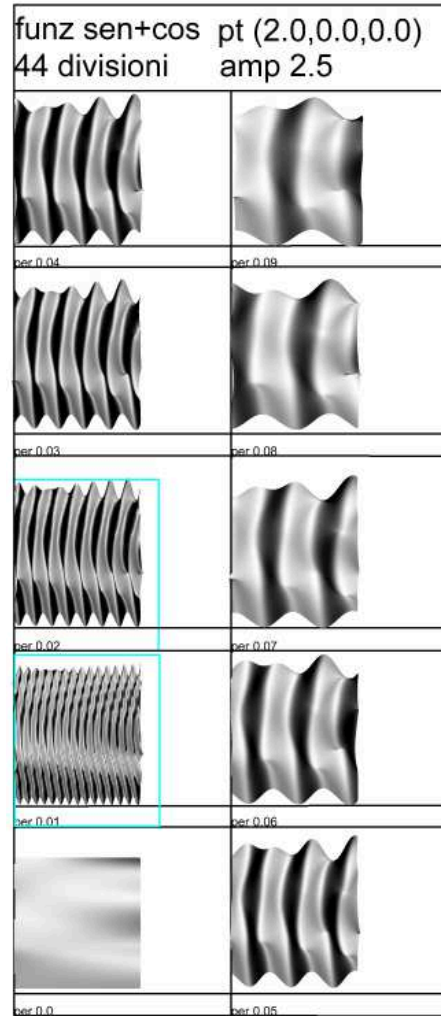 funz sen+cos pt (2.0,0.0,0.0)
44 divisioni amp 2.5
per 0.04 per 0.09
per 0.03 per 0.08
per 0.02 per 0.07
per 0.01 per 0.06
per 0.0 per 0.05